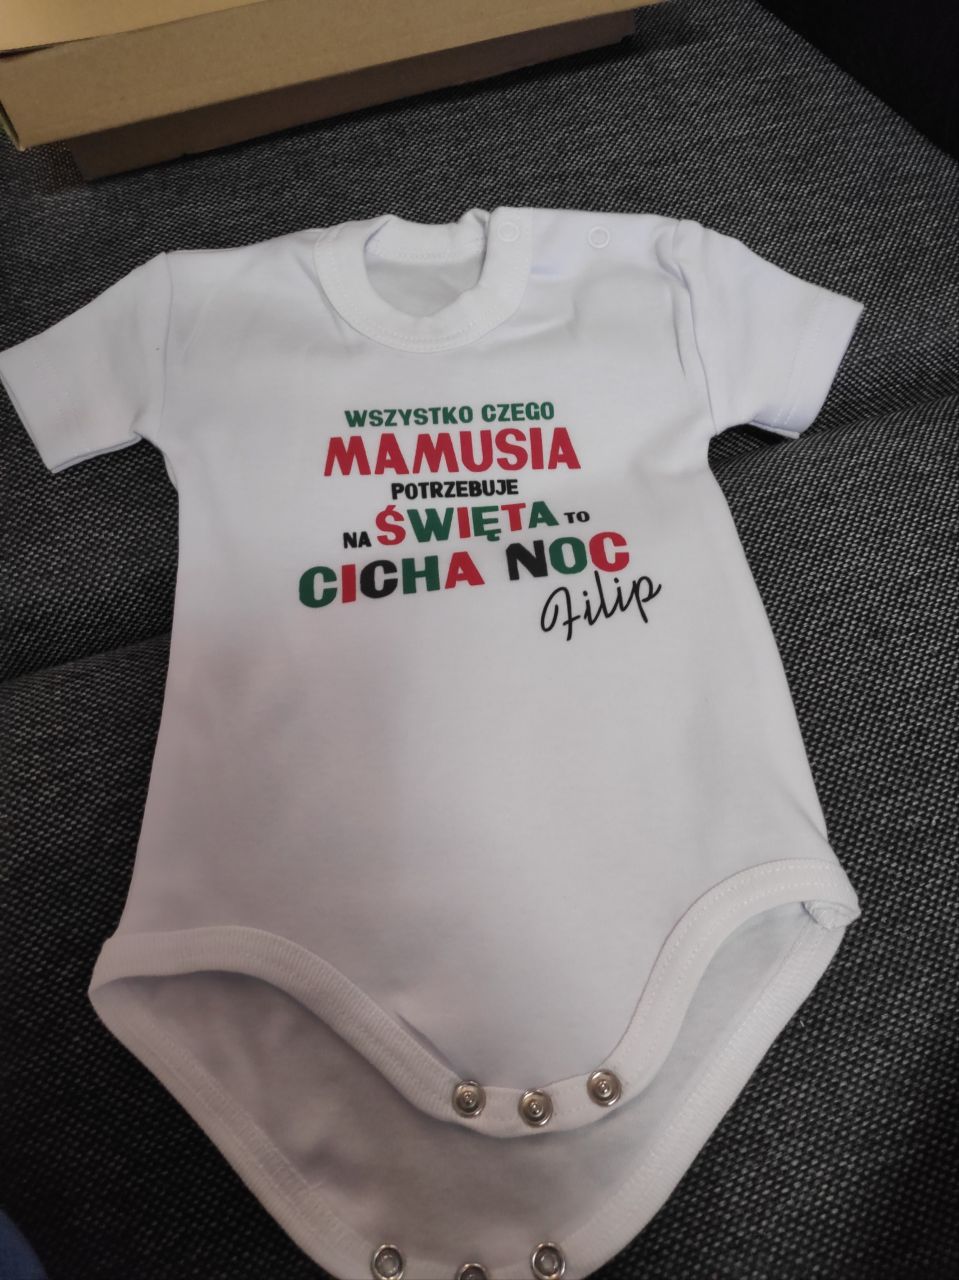 WSZYSTKO CZEGO
MAMUSIA
POTRZEBUJE
NA ŚWIĘTA TO
CICHA NOC
Filip